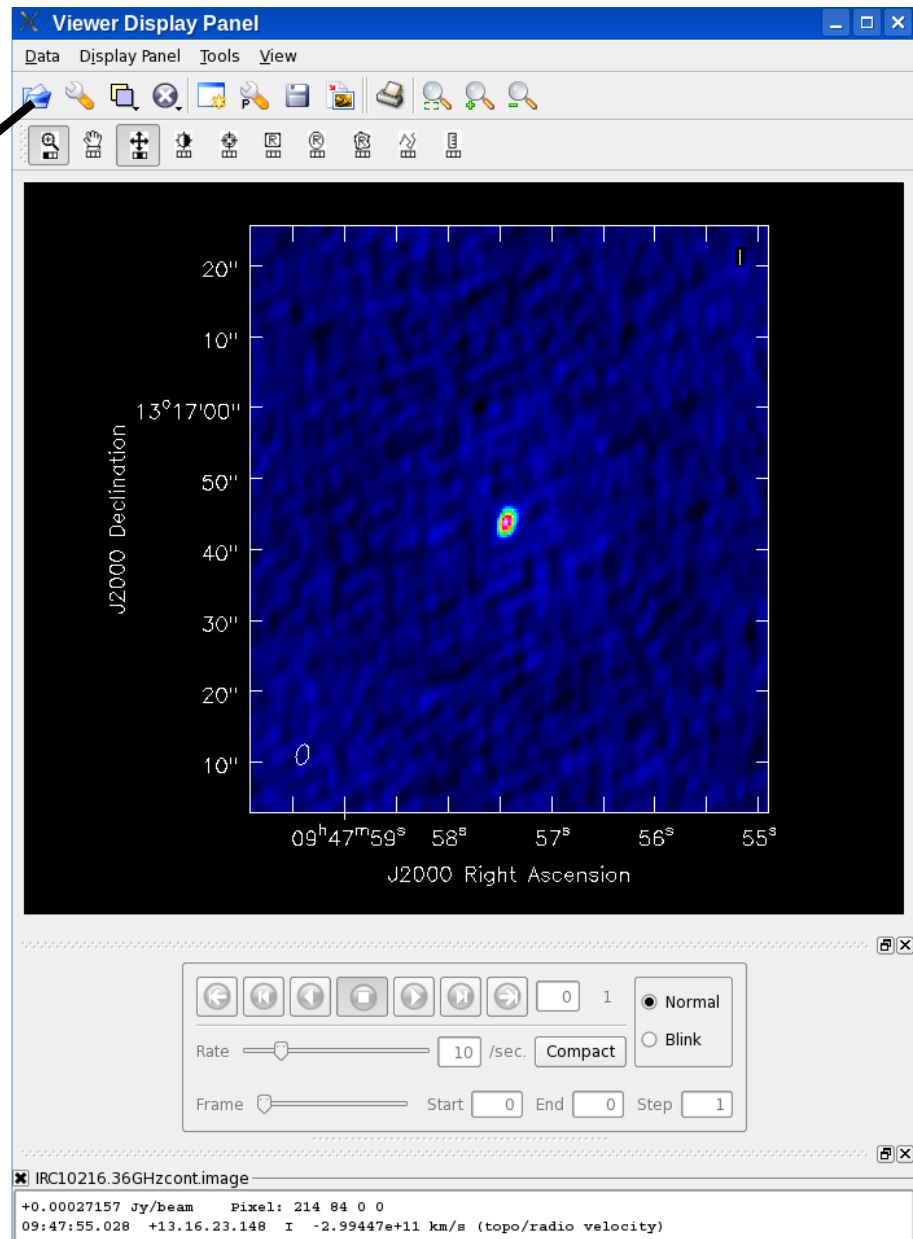 Viewer Display Panel
Data Display Panel Tools View
P
R R R
I
20"
10"
13°17'00"
50"
40"
30"
20"
10"
J2000 Declination
09ʰ47ᵐ59ˢ 58ˢ 57ˢ 56ˢ 55ˢ
J2000 Right Ascension
0 1
Normal
Blink
Rate 10 /sec. Compact
Frame Start 0 End 0 Step 1
IRC10216.36GHzcont.image
+0.00027157 Jy/beam Pixel: 214 84 0 0
09:47:55.028 +13.16.23.148 I -2.99447e+11 km/s (topo/radio velocity)